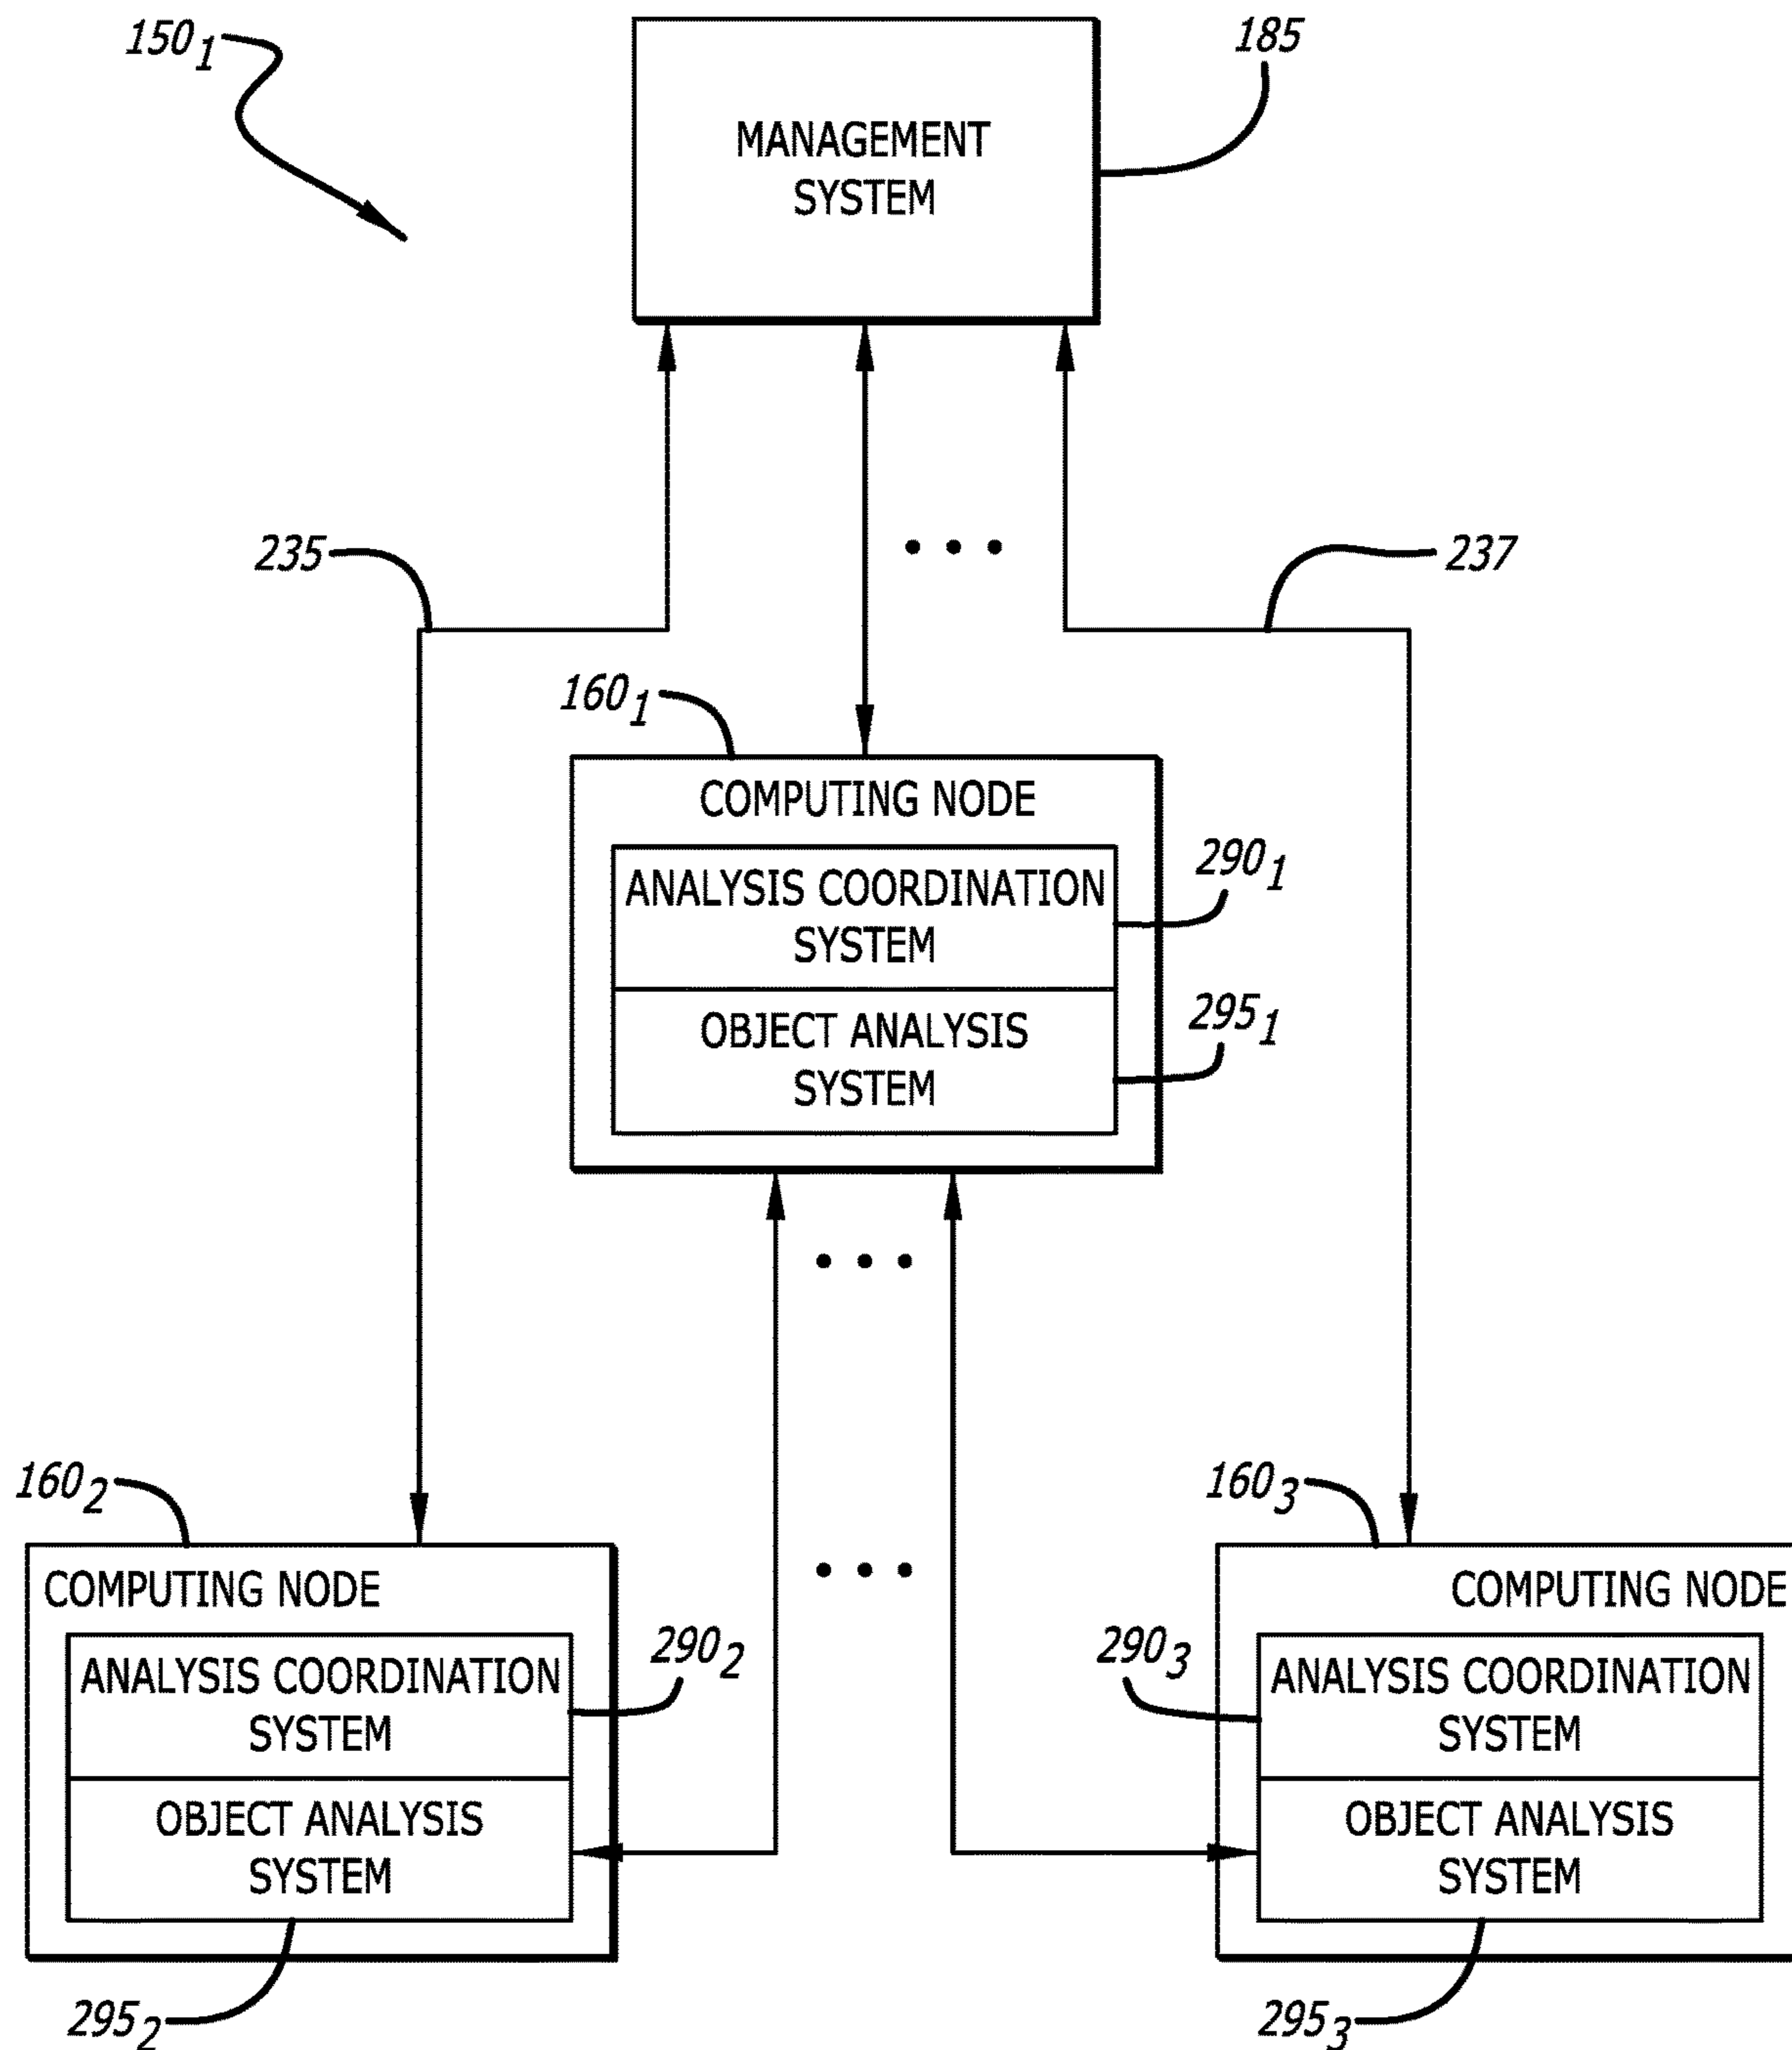 150₁
185
MANAGEMENT
SYSTEM
235
237
160₁
COMPUTING NODE
ANALYSIS COORDINATION
SYSTEM
290₁
OBJECT ANALYSIS
SYSTEM
295₁
160₂
COMPUTING NODE
ANALYSIS COORDINATION
SYSTEM
290₂
OBJECT ANALYSIS
SYSTEM
295₂
160₃
COMPUTING NODE
290₃
ANALYSIS COORDINATION
SYSTEM
OBJECT ANALYSIS
SYSTEM
295₃